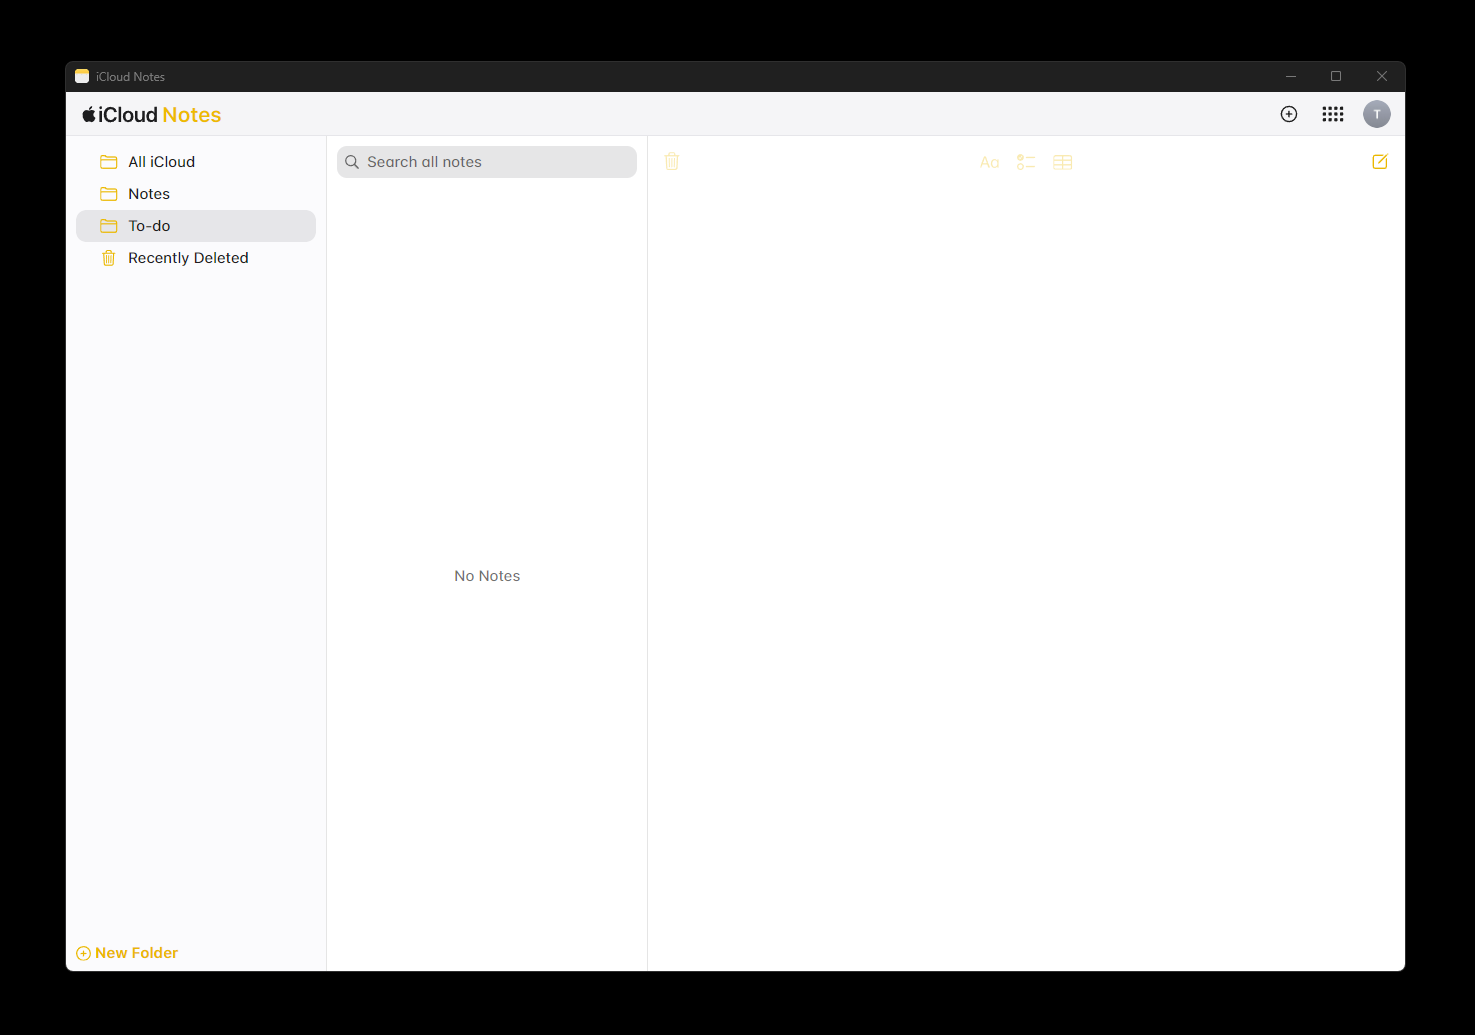 iCloud Notes
iCloud Notes
T
All iCloud
Notes
To-do
Recently Deleted
New Folder
Search all notes
No Notes
Aa